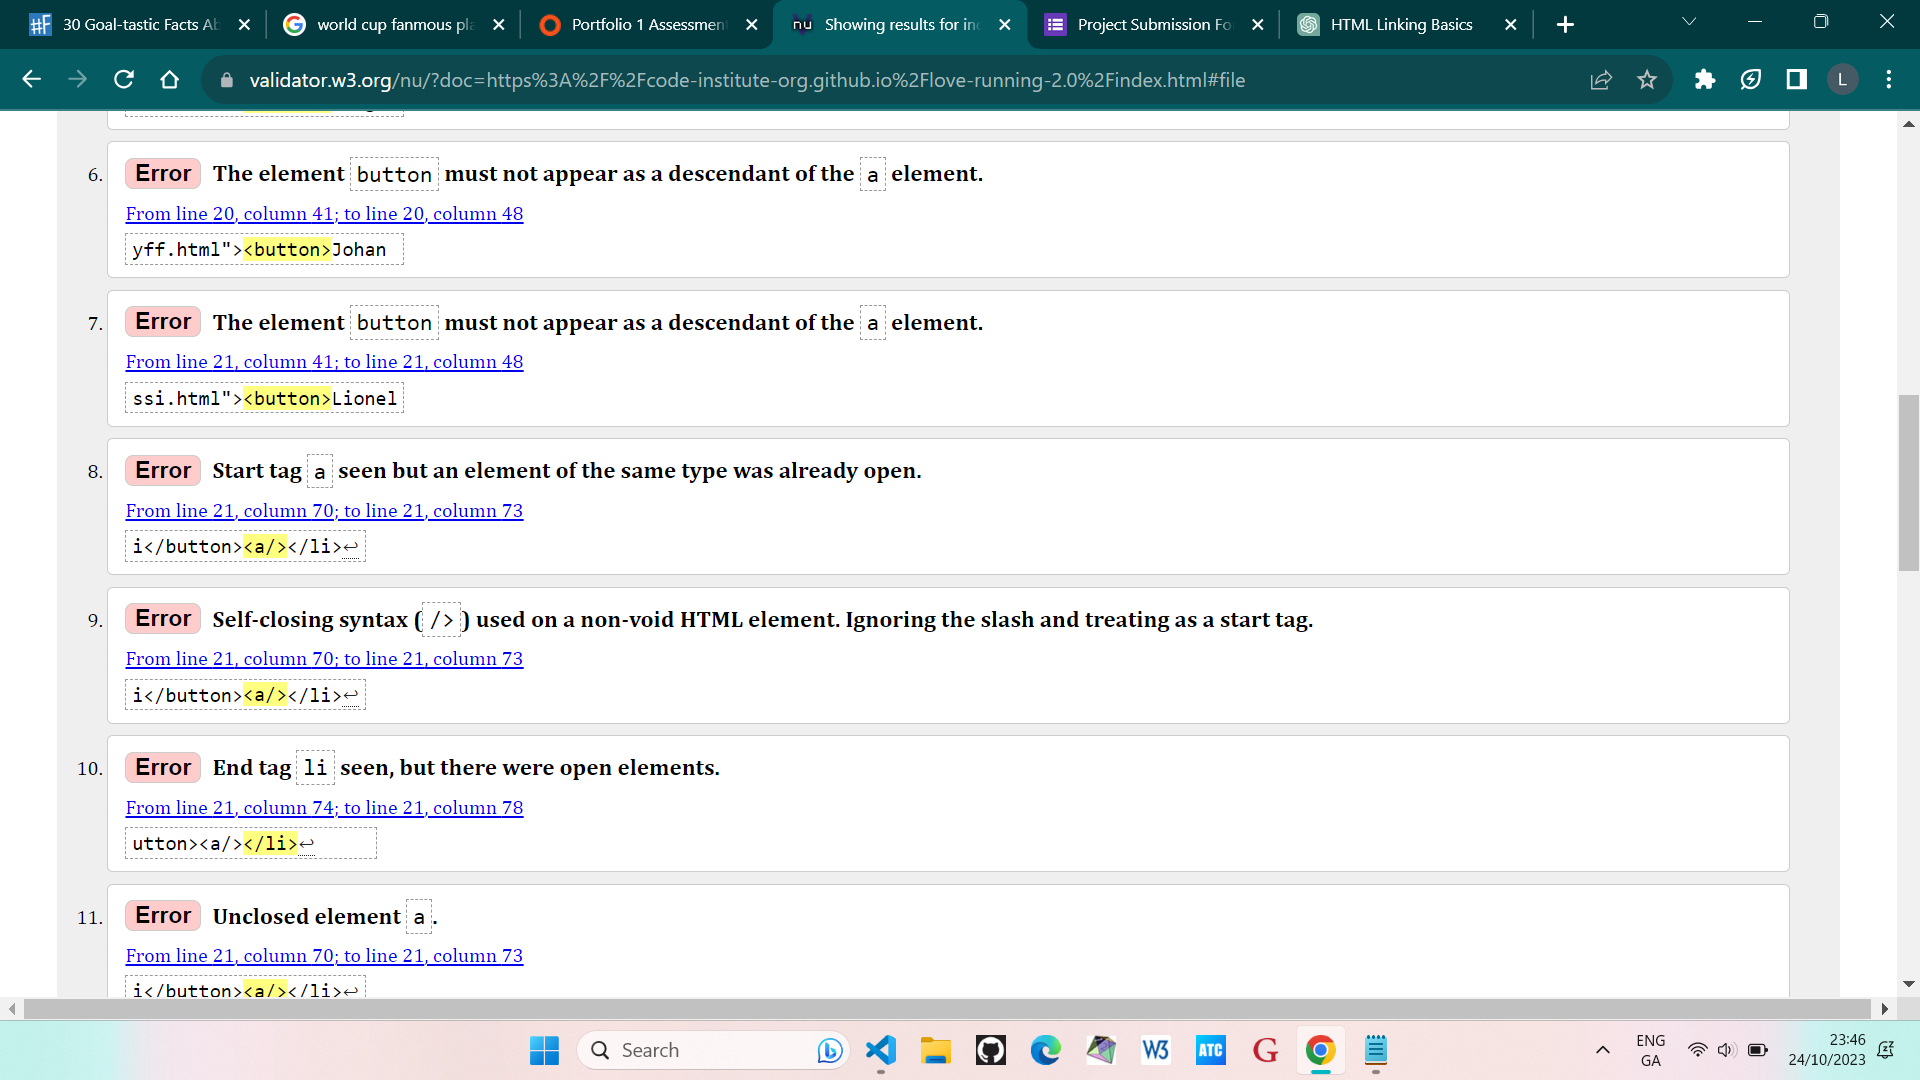 30 Goal-tastic Facts Ab
world cup fanmous pla
Portfolio 1 Assessmen
Showing results for in
Project Submission Fo
HTML Linking Basics
validator.w3.org/nu/?doc=https%3A%2F%2Fcode-institute-org.github.io%2Flove-running-2.0%2Findex.html#file
L
6. Error The element button must not appear as a descendant of the a element.
From line 20, column 41; to line 20, column 48
yff.html"><button>Johan
7. Error The element button must not appear as a descendant of the a element.
From line 21, column 41; to line 21, column 48
ssi.html"><button>Lionel
8. Error Start tag a seen but an element of the same type was already open.
From line 21, column 70; to line 21, column 73
i</button><a/></li>↩
9. Error Self-closing syntax (/>) used on a non-void HTML element. Ignoring the slash and treating as a start tag.
From line 21, column 70; to line 21, column 73
i</button><a/></li>↩
10. Error End tag li seen, but there were open elements.
From line 21, column 74; to line 21, column 78
utton><a/></li>↩
11. Error Unclosed element a.
From line 21, column 70; to line 21, column 73
i</button><a/></li>↩
Search
W3
ATC
G
ENG
GA
23:46
24/10/2023